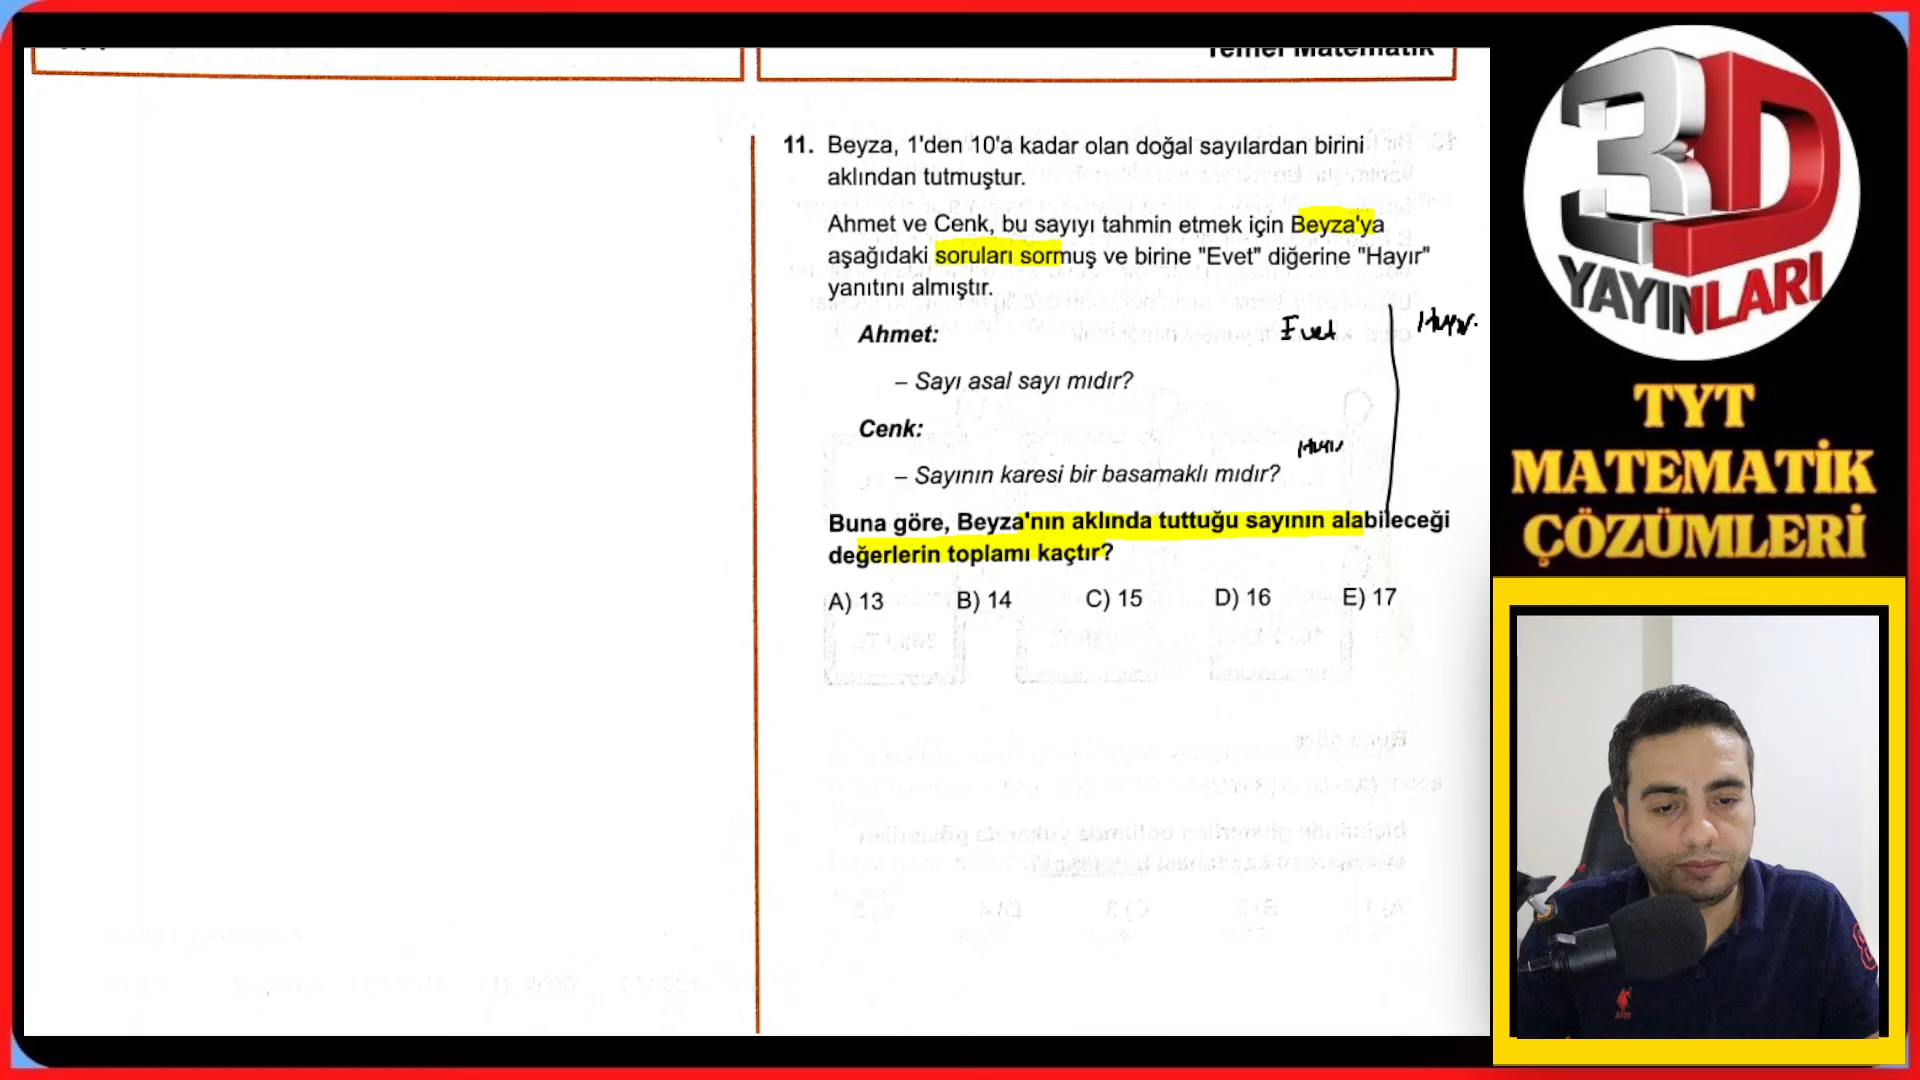 Temel Matematik
11. Beyza, 1'den 10'a kadar olan doğal sayılardan birini
aklından tutmuştur.
Ahmet ve Cenk, bu sayıyı tahmin etmek için Beyza'ya
aşağıdaki soruları sormuş ve birine "Evet" diğerine "Hayır"
yanıtını almıştır.
Ahmet:
Evet
Hayır.
– Sayı asal sayı mıdır?
Cenk:
Hayır
– Sayının karesi bir basamaklı mıdır?
Buna göre, Beyza'nın aklında tuttuğu sayının alabileceği
değerlerin toplamı kaçtır?
A) 13 B) 14 C) 15 D) 16 E) 17
3D
YAYINLARI
TYT
MATEMATİK
ÇÖZÜMLERİ